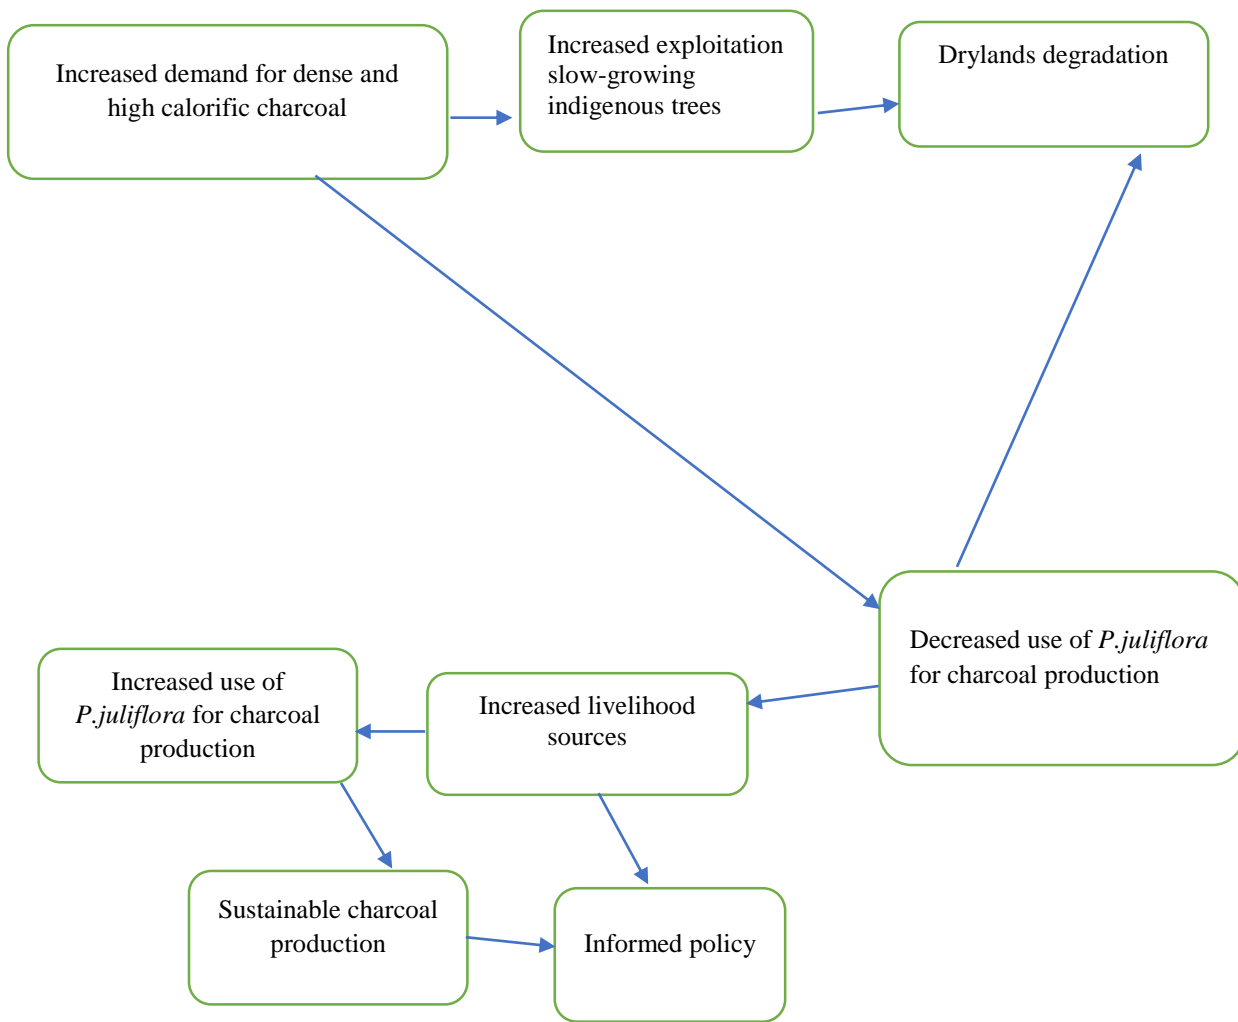 Increased demand for dense and
high calorific charcoal
Increased exploitation
slow-growing
indigenous trees
Drylands degradation
Decreased use of P.juliflora
for charcoal production
Increased use of
P.juliflora for charcoal
production
Increased livelihood
sources
Sustainable charcoal
production
Informed policy